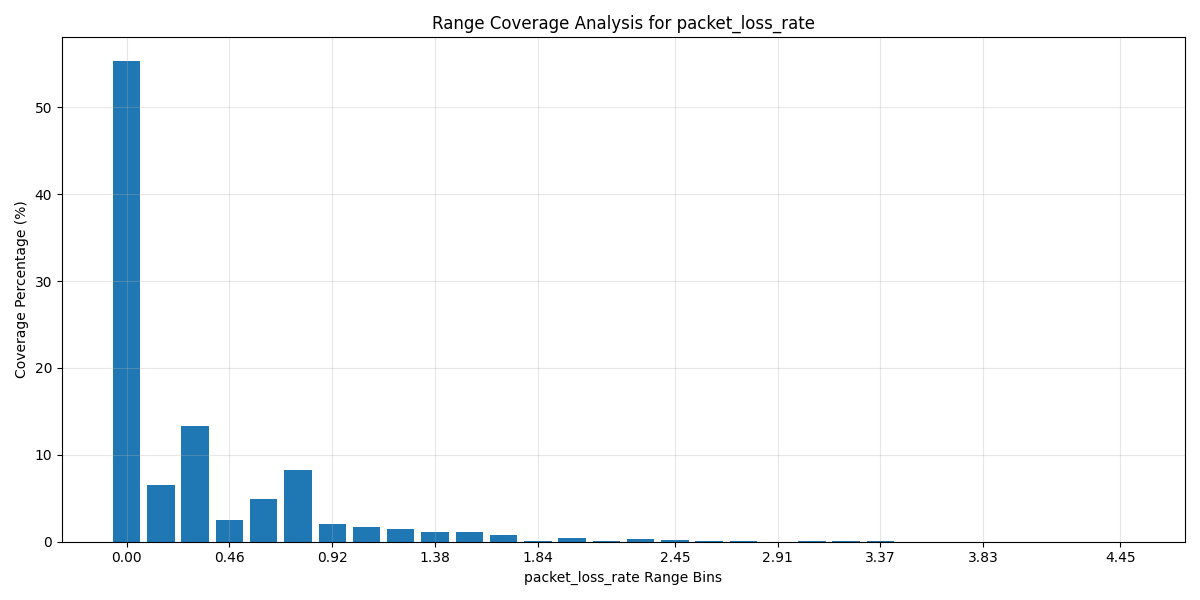 Range Coverage Analysis for packet_loss_rate
Coverage Percentage (%)
50
40
30
20
10
0
0.00 0.46 0.92 1.38 1.84 2.45 2.91 3.37 3.83 4.45
packet_loss_rate Range Bins